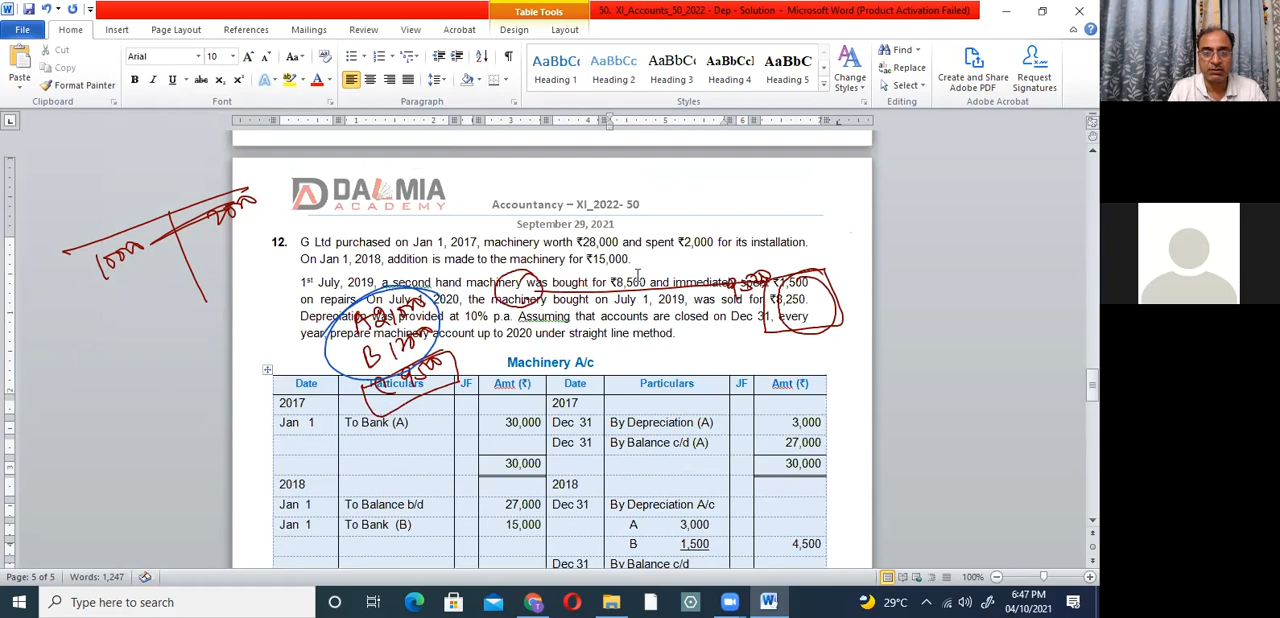 Table Tools
50. XI_Accounts_50_2022 - Dep - Solution - Microsoft Word (Product Activation Failed)
File Home Insert Page Layout References Mailings Review View Acrobat Design Layout
Paste
Cut
Copy
Format Painter
Clipboard
Arial 10
Font
Paragraph
AaBbCc AaBbCc AaBbCc AaBbCc AaBbC
Heading 1 Heading 2 Heading 3 Heading 4 Heading 5
Styles
Change Styles
Find
Replace
Select
Editing
Create and Share Adobe PDF
Request Signatures
Adobe Acrobat
DALMIA
ACADEMY
Accountancy – XI_2022- 50
September 29, 2021
12. G Ltd purchased on Jan 1, 2017, machinery worth ₹28,000 and spent ₹2,000 for its installation.
On Jan 1, 2018, addition is made to the machinery for ₹15,000.
1st July, 2019, a second hand machinery was bought for ₹8,500 and immediately spent ₹1,500
on repairs. On July 1, 2020, the machinery bought on July 1, 2019, was sold for ₹8,250.
Depreciation was provided at 10% p.a. Assuming that accounts are closed on Dec 31, every
year, prepare machinery account up to 2020 under straight line method.
1000
2000
9500
A 21000
B 12000
C 9500
Machinery A/c
Date Particulars JF Amt (₹) Date Particulars JF Amt (₹)
2017 2017
Jan 1 To Bank (A) 30,000 Dec 31 By Depreciation (A) 3,000
Dec 31 By Balance c/d (A) 27,000
30,000 30,000
2018 2018
Jan 1 To Balance b/d 27,000 Dec 31 By Depreciation A/c
Jan 1 To Bank (B) 15,000 A 3,000
B 1,500 4,500
Dec 31 By Balance c/d
Page: 5 of 5 Words: 1,247 100%
Type here to search
29°C
6:47 PM
04/10/2021